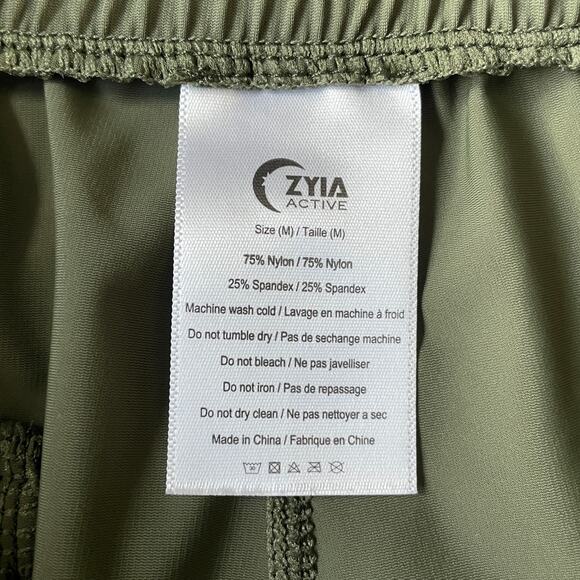 ZYIA
ACTIVE
Size (M) / Taille (M)
75% Nylon / 75% Nylon
25% Spandex / 25% Spandex
Machine wash cold / Lavage en machine à froid
Do not tumble dry / Pas de sechange machine
Do not bleach / Ne pas javelliser
Do not iron / Pas de repassage
Do not dry clean / Ne pas nettoyer a sec
Made in China / Fabrique en Chine
30